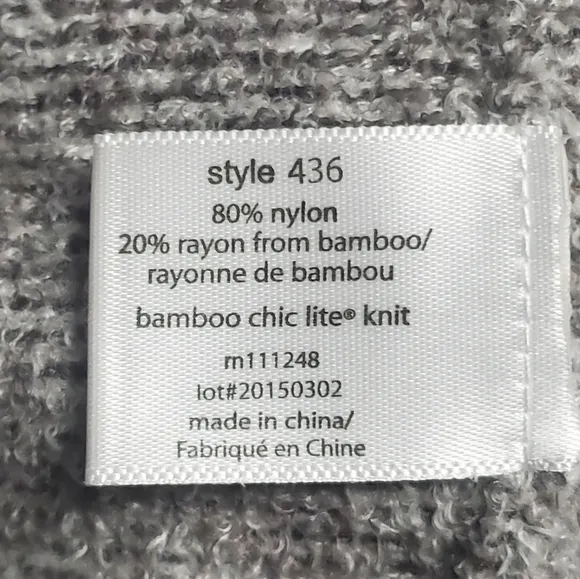 style 436
80% nylon
20% rayon from bamboo/
rayonne de bambou
bamboo chic lite® knit
rn111248
lot#20150302
made in china/
Fabriqué en Chine